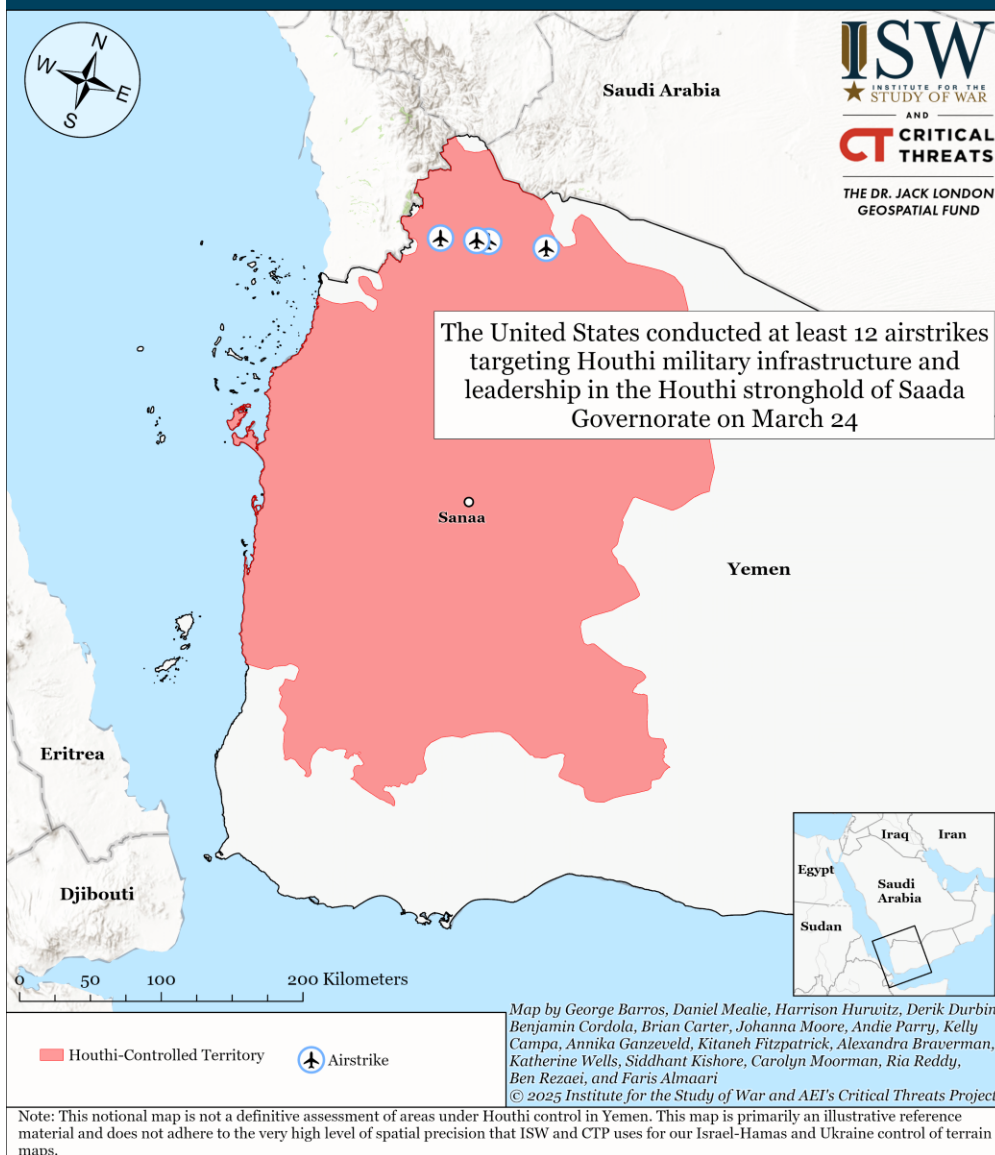 N
W
E
S
ISW
INSTITUTE FOR THE
STUDY OF WAR
AND
CT CRITICAL
THREATS
THE DR. JACK LONDON
GEOSPATIAL FUND
Saudi Arabia
The United States conducted at least 12 airstrikes
targeting Houthi military infrastructure and
leadership in the Houthi stronghold of Saada
Governorate on March 24
Sanaa
Yemen
Eritrea
Djibouti
Iraq
Iran
Egypt
Saudi
Arabia
Sudan
0 50 100 200 Kilometers
Houthi-Controlled Territory
Airstrike
Map by George Barros, Daniel Mealie, Harrison Hurwitz, Derik Durbin
Benjamin Cordola, Brian Carter, Johanna Moore, Andie Parry, Kelly
Campa, Annika Ganzeveld, Kitaneh Fitzpatrick, Alexandra Braverman,
Katherine Wells, Siddhant Kishore, Carolyn Moorman, Ria Reddy,
Ben Rezaei, and Faris Almaari
© 2025 Institute for the Study of War and AEI's Critical Threats Project
Note: This notional map is not a definitive assessment of areas under Houthi control in Yemen. This map is primarily an illustrative reference
material and does not adhere to the very high level of spatial precision that ISW and CTP uses for our Israel-Hamas and Ukraine control of terrain
maps.